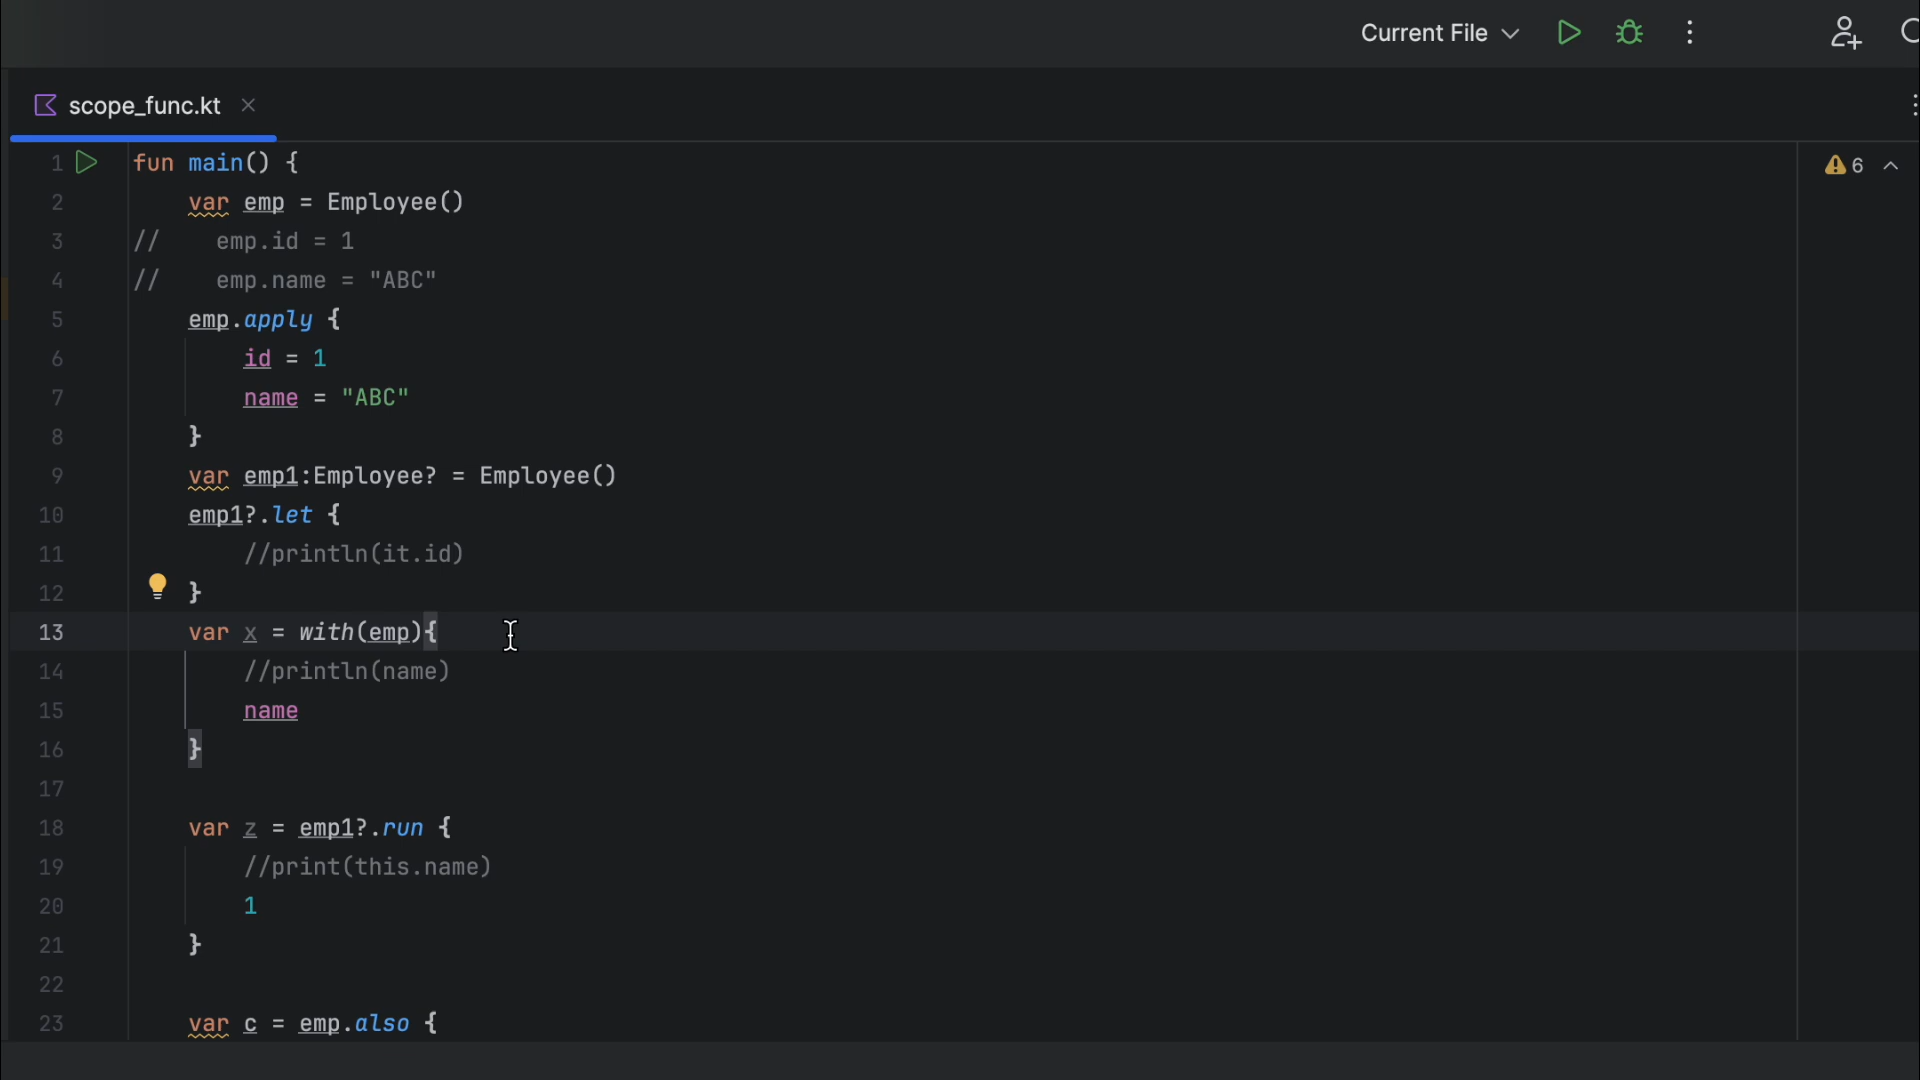 Current File
scope_func.kt
6
1 fun main() {
2 var emp = Employee()
3 // emp.id = 1
4 // emp.name = "ABC"
5 emp.apply {
6 id = 1
7 name = "ABC"
8 }
9 var emp1:Employee? = Employee()
10 emp1?.let {
11 //println(it.id)
12 }
13 var x = with(emp){
14 //println(name)
15 name
16 }
17
18 var z = emp1?.run {
19 //print(this.name)
20 1
21 }
22
23 var c = emp.also {